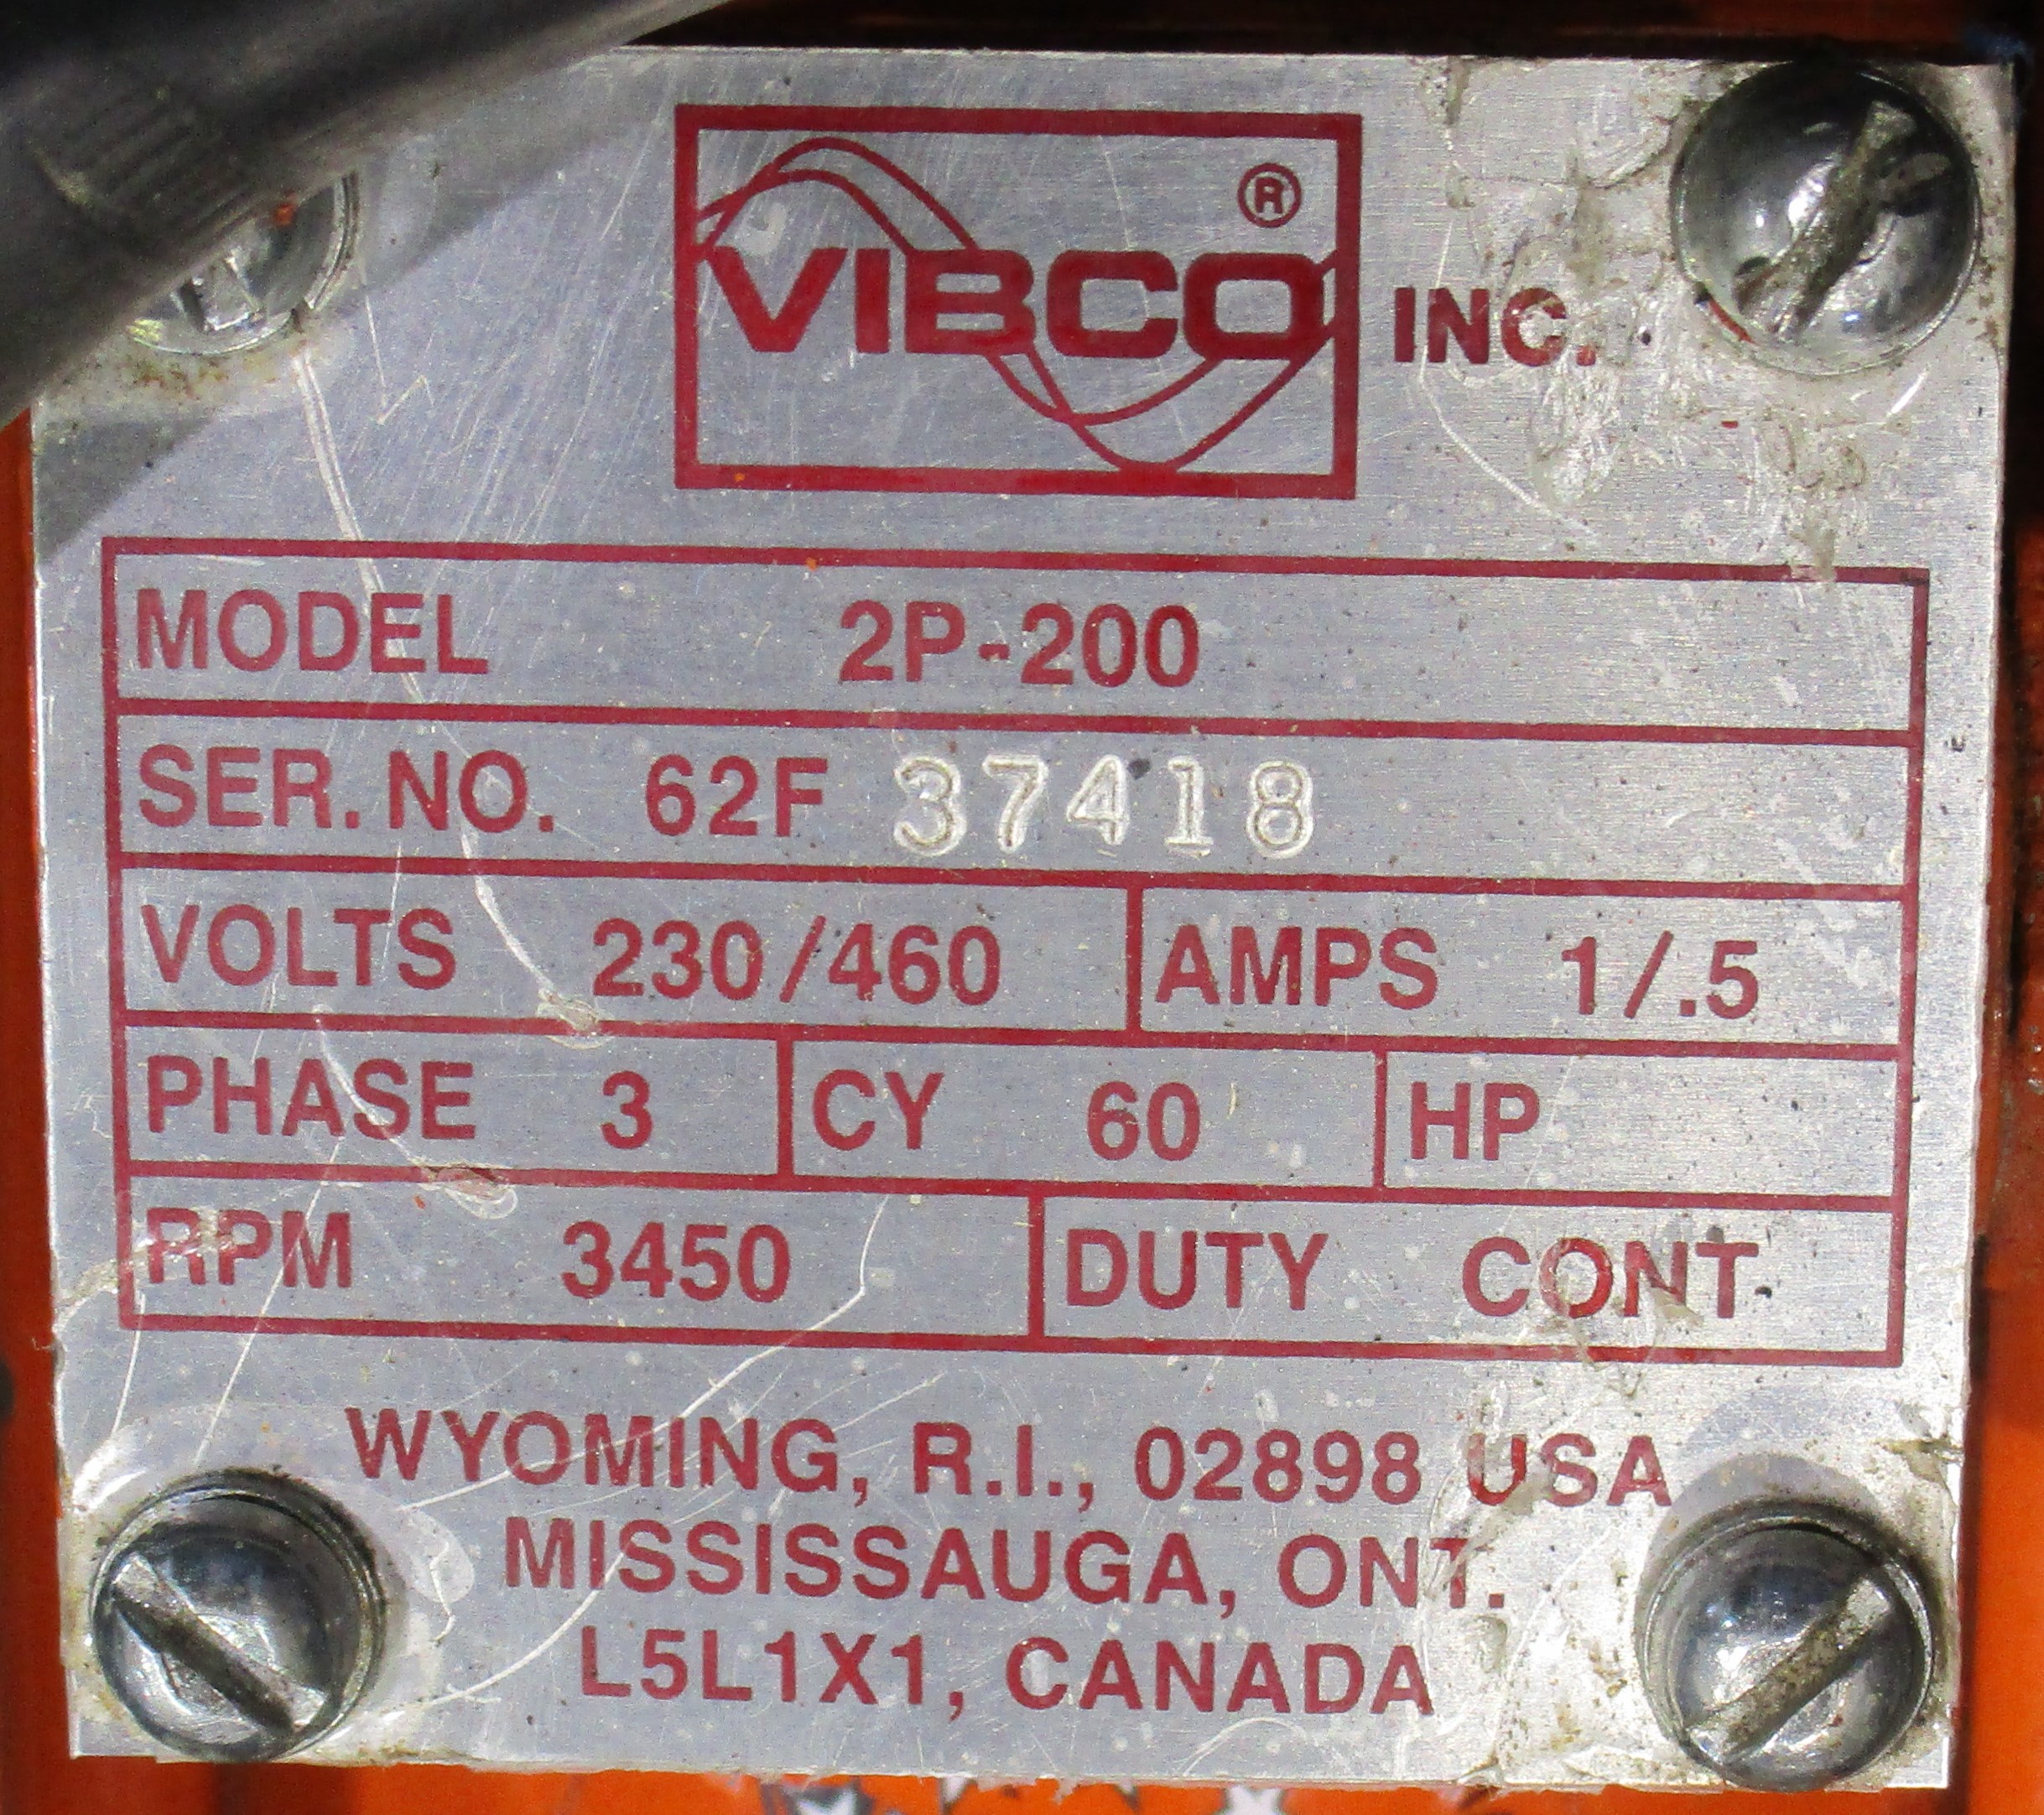 VIBCO ® INC.
MODEL 2P-200
SER. NO. 62F 37418
VOLTS 230/460 AMPS 1/.5
PHASE 3 CY 60 HP
RPM 3450 DUTY CONT.
WYOMING, R.I., 02898 USA
MISSISSAUGA, ONT.
L5L1X1, CANADA